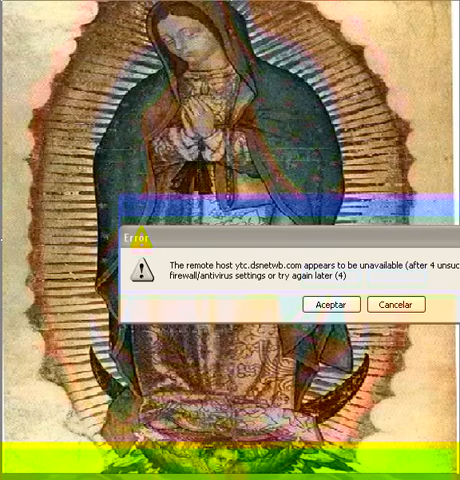 Error
The remote host ytc.dsnetwb.com appears to be unavailable (after 4
firewall/antivirus settings or try again later (4)
Aceptar
Cancelar